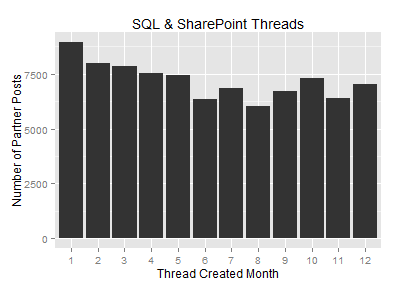 SQL & SharePoint Threads
Number of Partner Posts
7500
5000
2500
0
1 2 3 4 5 6 7 8 9 10 11 12
Thread Created Month